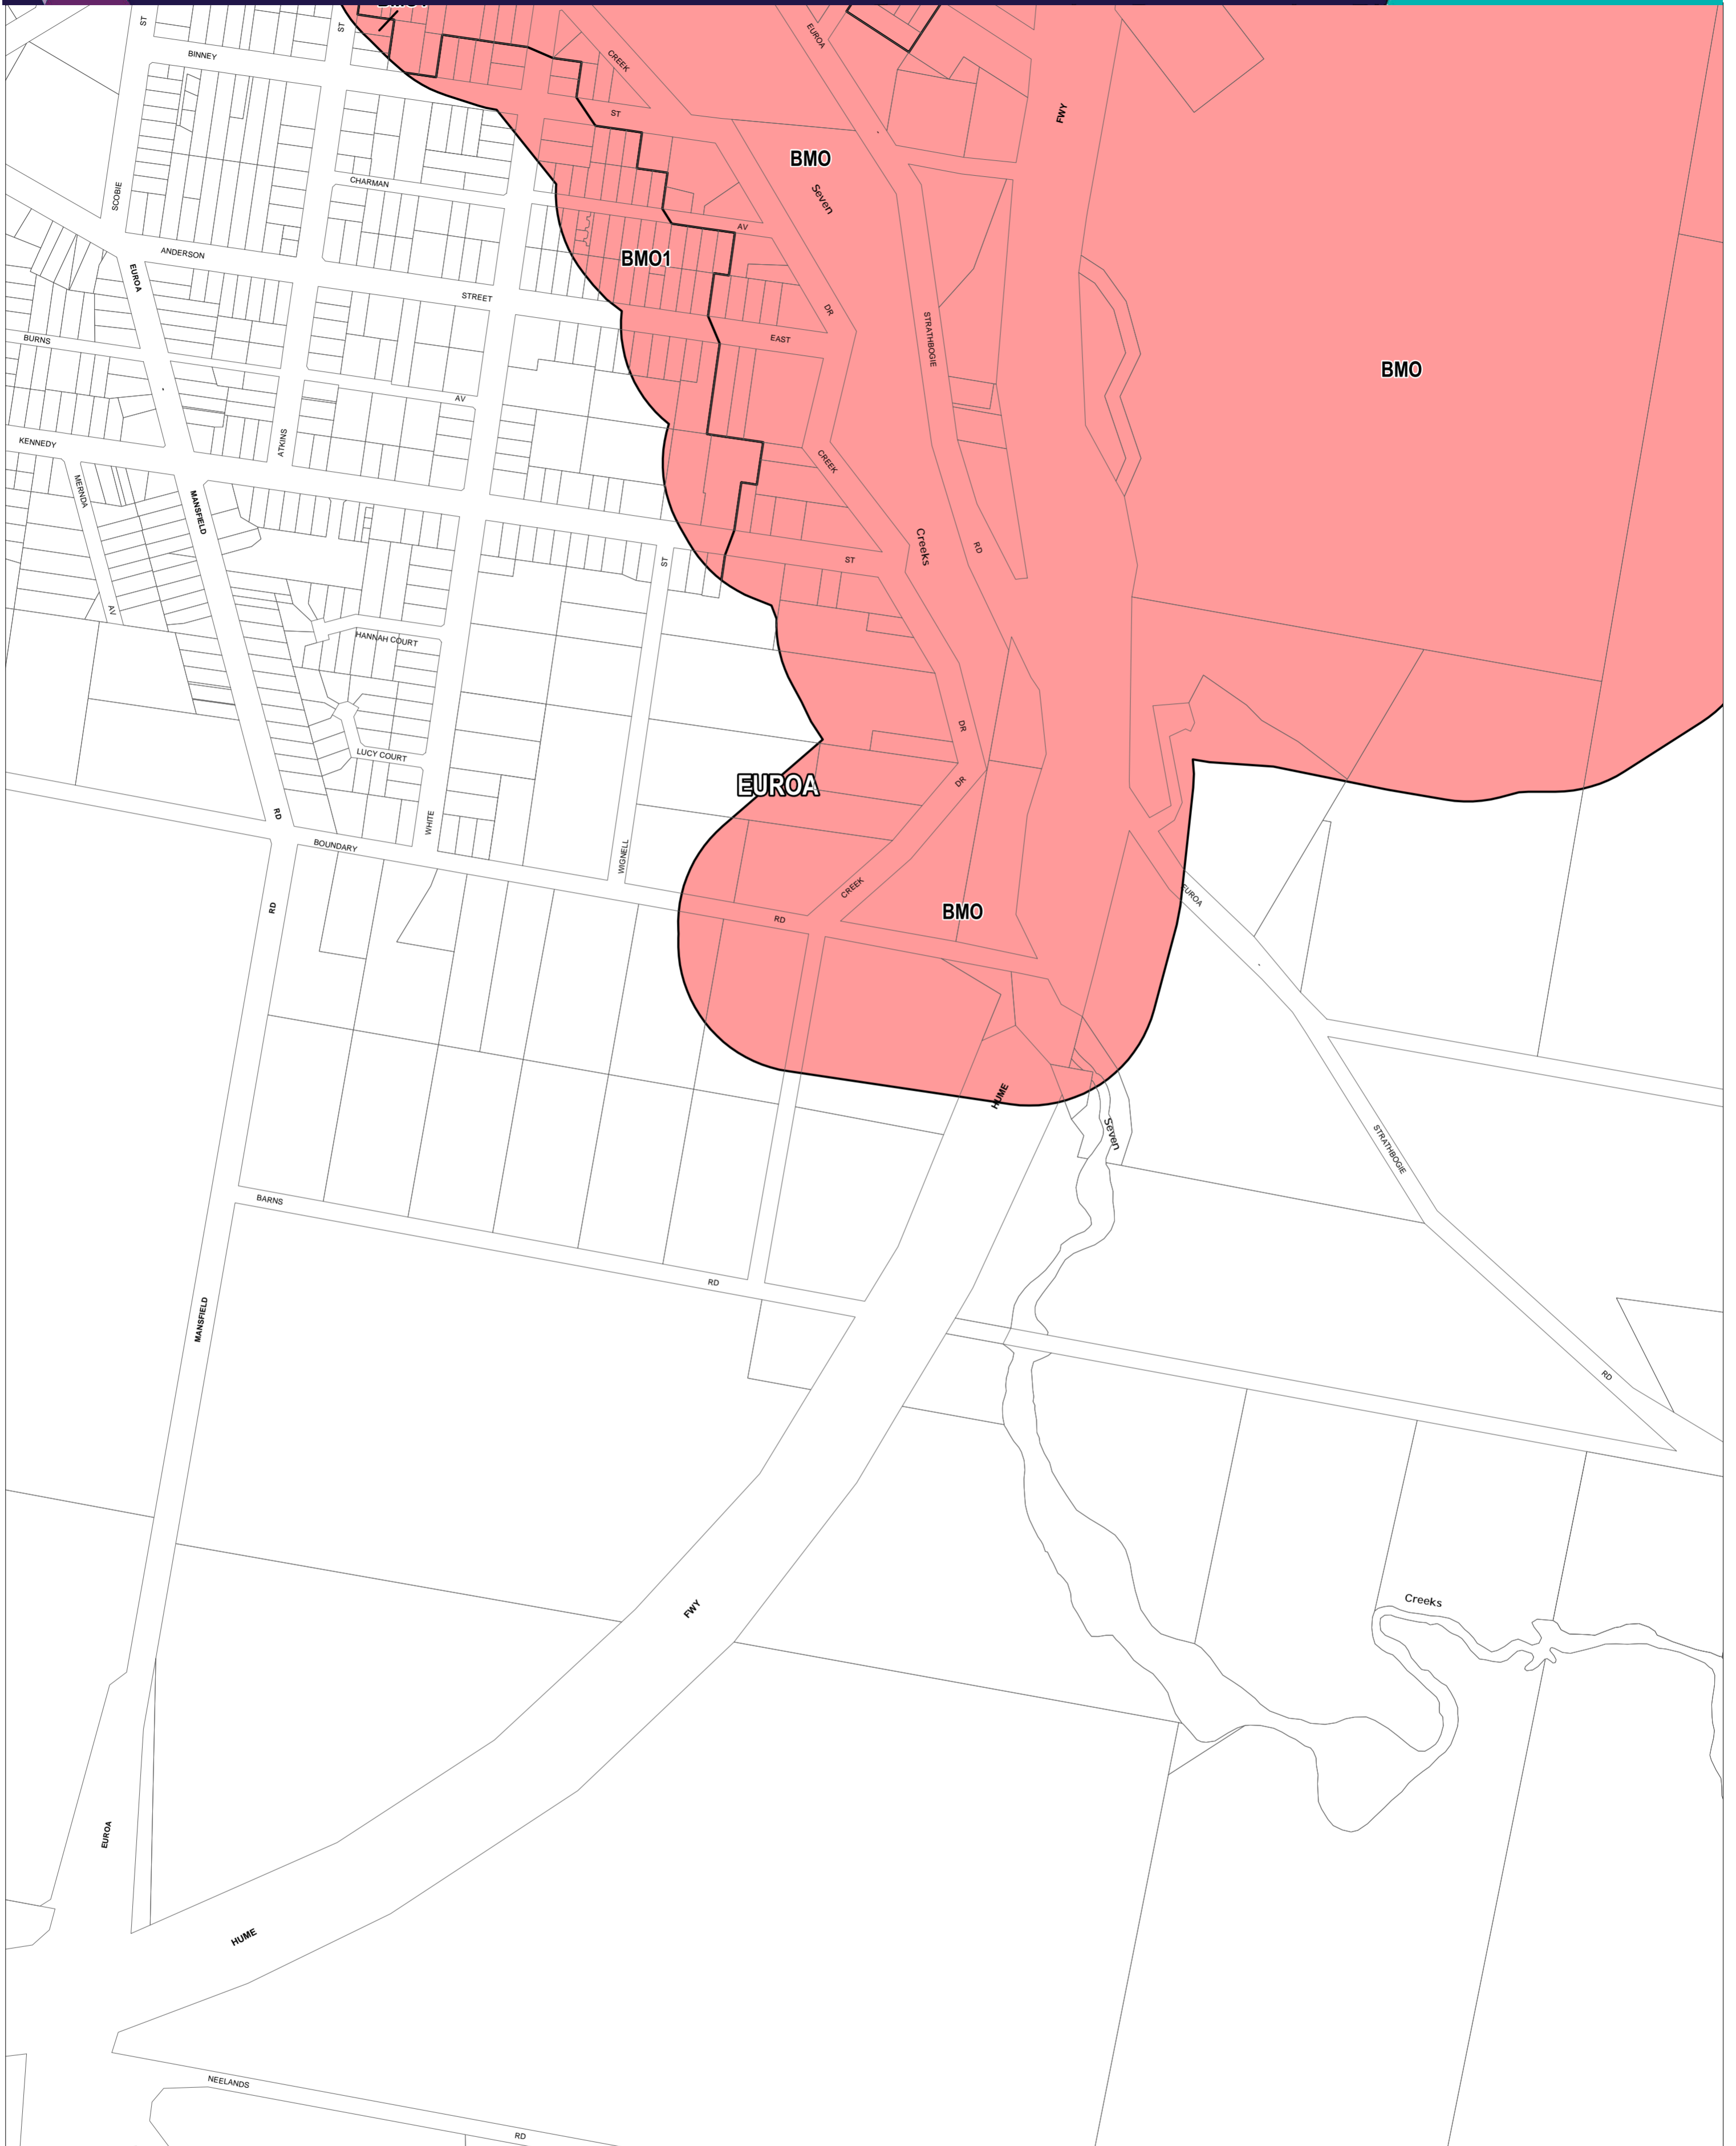 ST
ST
EUROA
BINNEY
CREEK
FWY
ST
BMO
CHARMAN
SCOBIE
Seven
AV
ANDERSON
BMO1
EUROA
STREET
DR
STRATHBOGIE
BURNS
EAST
BMO
AV
KENNEDY
ATKINS
CREEK
MERNDA
MANSFIELD
Creeks
RD
ST
ST
AV
HANNAH COURT
DR
LUCY COURT
EUROA
DR
RD
WHITE
BOUNDARY
WIGNELL
CREEK
EUROA
RD
RD
BMO
HUME
Seven
STRATHBOGIE
BARNS
RD
MANSFIELD
RD
Creeks
FWY
EUROA
HUME
NEELANDS
RD